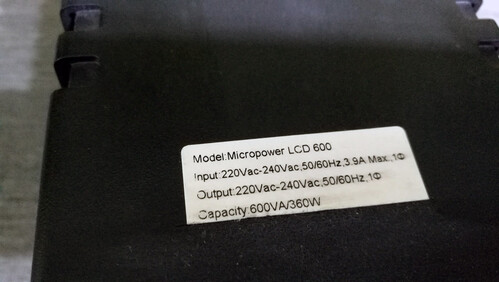 Model:Micropower LCD 600
Input:220Vac-240Vac,50/60Hz,3.9A Max.,1Φ
Output:220Vac-240Vac,50/60Hz,1Φ
Capacity:600VA/360W